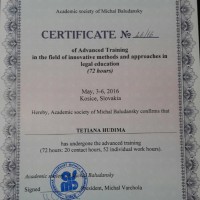 Academic society of Michal Baludansky
CERTIFICATE No
of Advanced Training
in the field of innovative methods and approaches in
legal education
(72 hours)
May, 3-6, 2016
Kosice, Slovakia
Hereby, Academic society of Michal Baludansky confirms that
TETIANA HUDIMA
has undergone the advanced training
(72 hours: 20 contact hours, 52 individual work hours).
Academic society of Michal Baludansky
Signed President, Michal Varchola